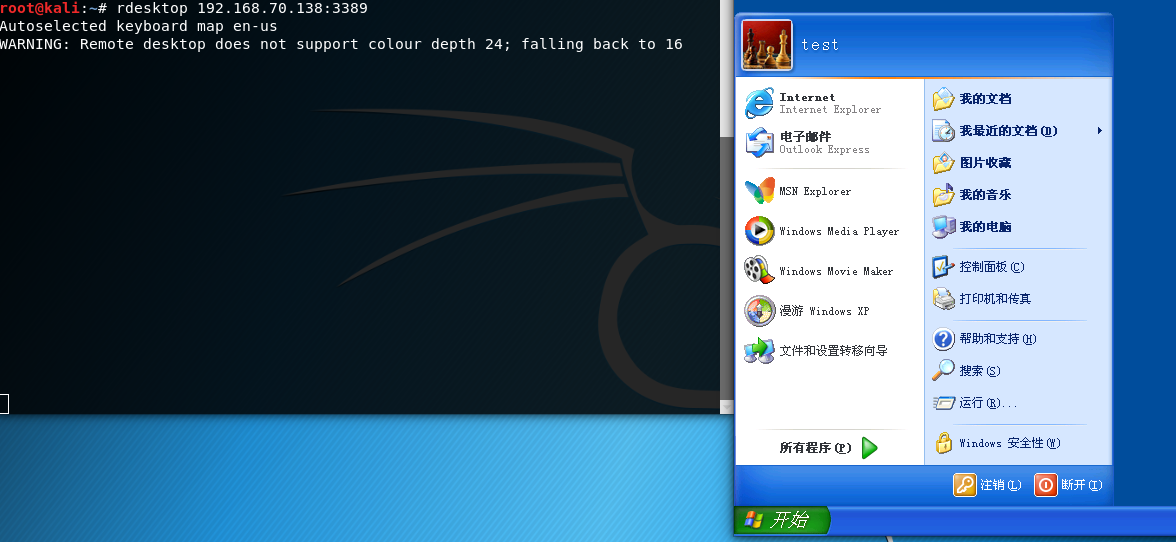 root@kali:~# rdesktop 192.168.70.138:3389
Autoselected keyboard map en-us
WARNING: Remote desktop does not support colour depth 24; falling back to 16
test
Internet
Internet Explorer
电子邮件
Outlook Express
MSN Explorer
Windows Media Player
Windows Movie Maker
漫游 Windows XP
文件和设置转移向导
所有程序(P)
我的文档
我最近的文档(D)
图片收藏
我的音乐
我的电脑
控制面板(C)
打印机和传真
帮助和支持(H)
搜索(S)
运行(R)...
Windows 安全性(W)
注销(L)
断开(I)
开始